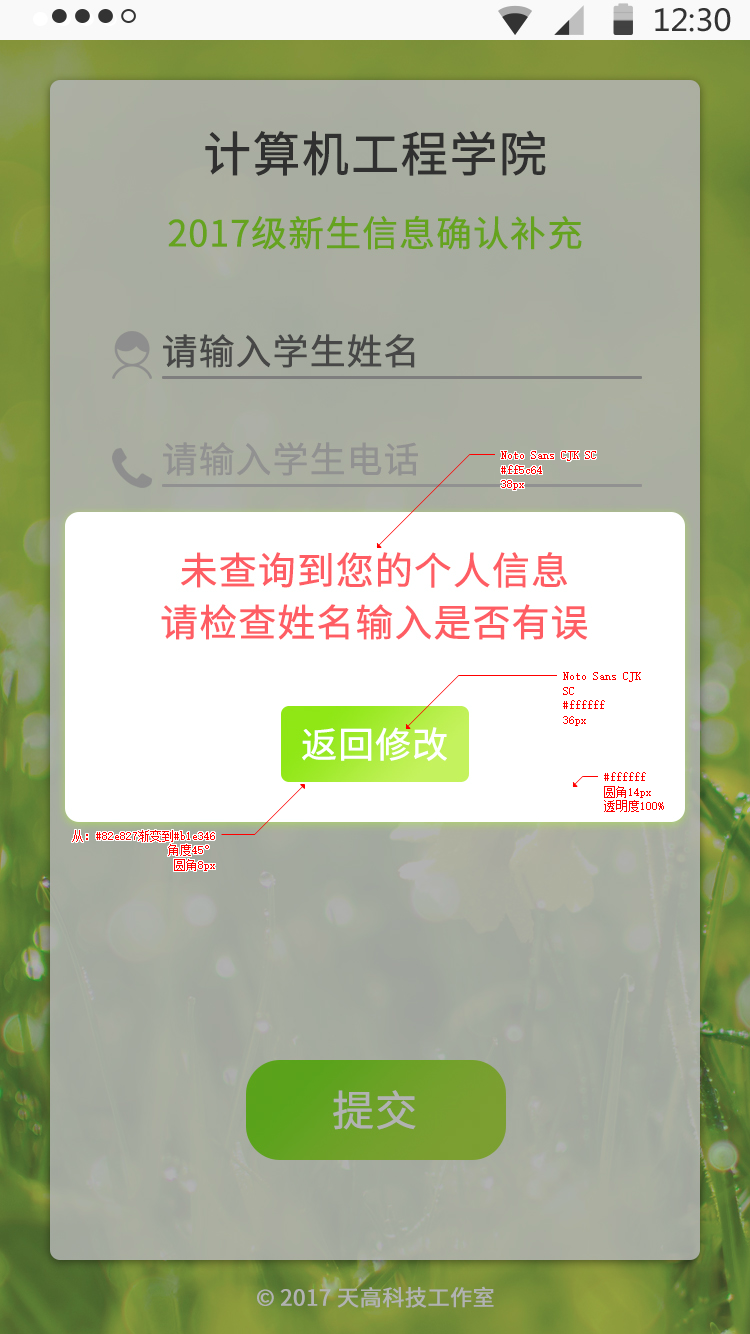 12:30
计算机工程学院
2017级新生信息确认补充
请输入学生姓名
请输入学生电话
Noto Sans CJK SC
#ff5c64
38px
未查询到您的个人信息
请检查姓名输入是否有误
Noto Sans CJK
SC
#ffffff
36px
返回修改
#ffffff
圆角14px
透明度100%
从：#82e827渐变到#b1e346
角度45°
圆角8px
提交
© 2017 天高科技工作室